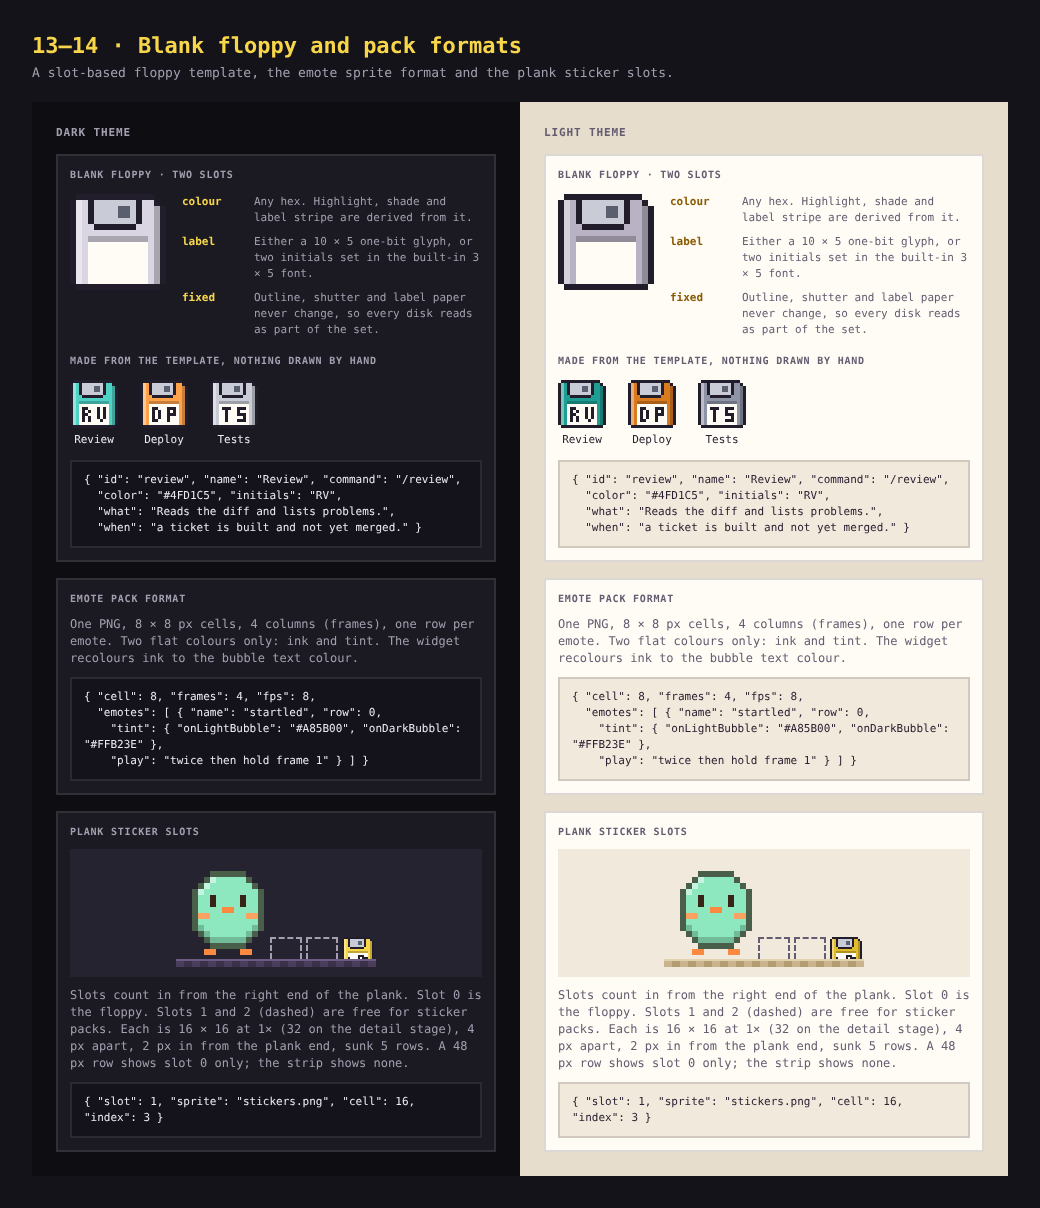 13–14 · Blank floppy and pack formats
A slot-based floppy template, the emote sprite format and the plank sticker slots.
DARK THEME
BLANK FLOPPY · TWO SLOTS
colour
Any hex. Highlight, shade and
label stripe are derived from it.
label
Either a 10 × 5 one-bit glyph, or
two initials set in the built-in 3
× 5 font.
fixed
Outline, shutter and label paper
never change, so every disk reads
as part of the set.
MADE FROM THE TEMPLATE, NOTHING DRAWN BY HAND
RV DP TS
Review Deploy Tests
{ "id": "review", "name": "Review", "command": "/review",
"color": "#4FD1C5", "initials": "RV",
"what": "Reads the diff and lists problems.",
"when": "a ticket is built and not yet merged." }
EMOTE PACK FORMAT
One PNG, 8 × 8 px cells, 4 columns (frames), one row per
emote. Two flat colours only: ink and tint. The widget
recolours ink to the bubble text colour.
{ "cell": 8, "frames": 4, "fps": 8,
"emotes": [ { "name": "startled", "row": 0,
"tint": { "onLightBubble": "#A85B00", "onDarkBubble":
"#FFB23E" },
"play": "twice then hold frame 1" } ] }
PLANK STICKER SLOTS
Slots count in from the right end of the plank. Slot 0 is
the floppy. Slots 1 and 2 (dashed) are free for sticker
packs. Each is 16 × 16 at 1× (32 on the detail stage), 4
px apart, 2 px in from the plank end, sunk 5 rows. A 48
px row shows slot 0 only; the strip shows none.
{ "slot": 1, "sprite": "stickers.png", "cell": 16,
"index": 3 }
LIGHT THEME
BLANK FLOPPY · TWO SLOTS
colour
Any hex. Highlight, shade and
label stripe are derived from it.
label
Either a 10 × 5 one-bit glyph, or
two initials set in the built-in 3
× 5 font.
fixed
Outline, shutter and label paper
never change, so every disk reads
as part of the set.
MADE FROM THE TEMPLATE, NOTHING DRAWN BY HAND
RV DP TS
Review Deploy Tests
{ "id": "review", "name": "Review", "command": "/review",
"color": "#4FD1C5", "initials": "RV",
"what": "Reads the diff and lists problems.",
"when": "a ticket is built and not yet merged." }
EMOTE PACK FORMAT
One PNG, 8 × 8 px cells, 4 columns (frames), one row per
emote. Two flat colours only: ink and tint. The widget
recolours ink to the bubble text colour.
{ "cell": 8, "frames": 4, "fps": 8,
"emotes": [ { "name": "startled", "row": 0,
"tint": { "onLightBubble": "#A85B00", "onDarkBubble":
"#FFB23E" },
"play": "twice then hold frame 1" } ] }
PLANK STICKER SLOTS
Slots count in from the right end of the plank. Slot 0 is
the floppy. Slots 1 and 2 (dashed) are free for sticker
packs. Each is 16 × 16 at 1× (32 on the detail stage), 4
px apart, 2 px in from the plank end, sunk 5 rows. A 48
px row shows slot 0 only; the strip shows none.
{ "slot": 1, "sprite": "stickers.png", "cell": 16,
"index": 3 }